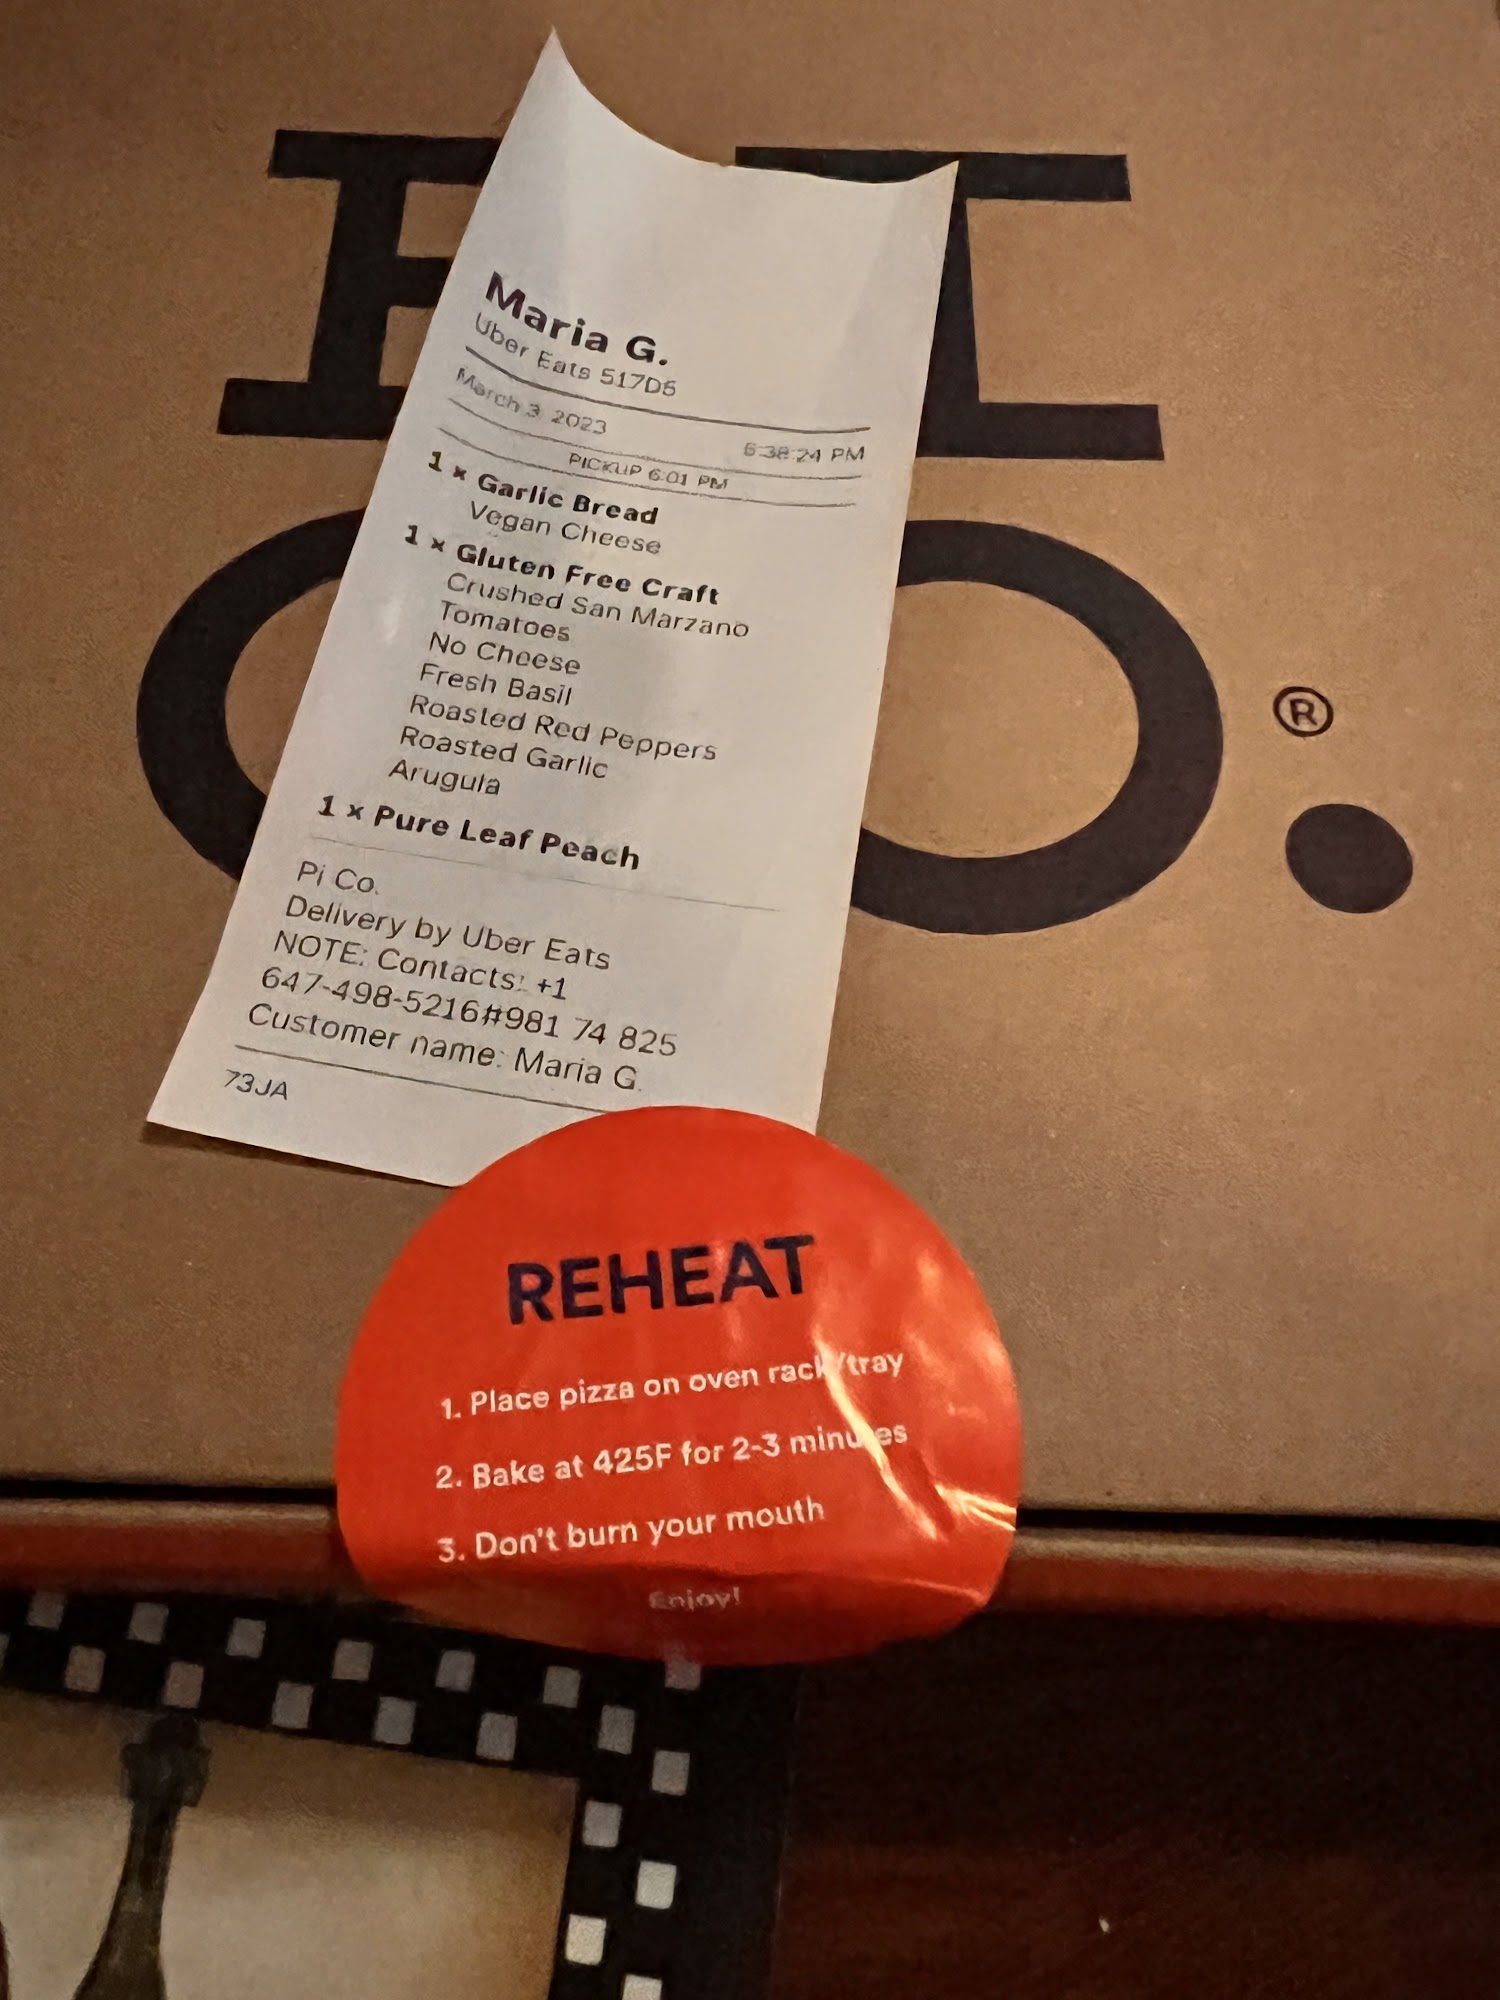 PI
CO.®
Maria G.
Uber Eats 517D5
March 3, 2023 6:38:24 PM
PICKUP 6:01 PM
1 × Garlic Bread
Vegan Cheese
1 × Gluten Free Craft
Crushed San Marzano
Tomatoes
No Cheese
Fresh Basil
Roasted Red Peppers
Roasted Garlic
Arugula
1 × Pure Leaf Peach
Pi Co.
Delivery by Uber Eats
NOTE: Contacts: +1
647-498-5216#981 74 825
Customer name: Maria G.
73JA
REHEAT
1. Place pizza on oven rack/tray
2. Bake at 425F for 2-3 minutes
3. Don't burn your mouth
Enjoy!